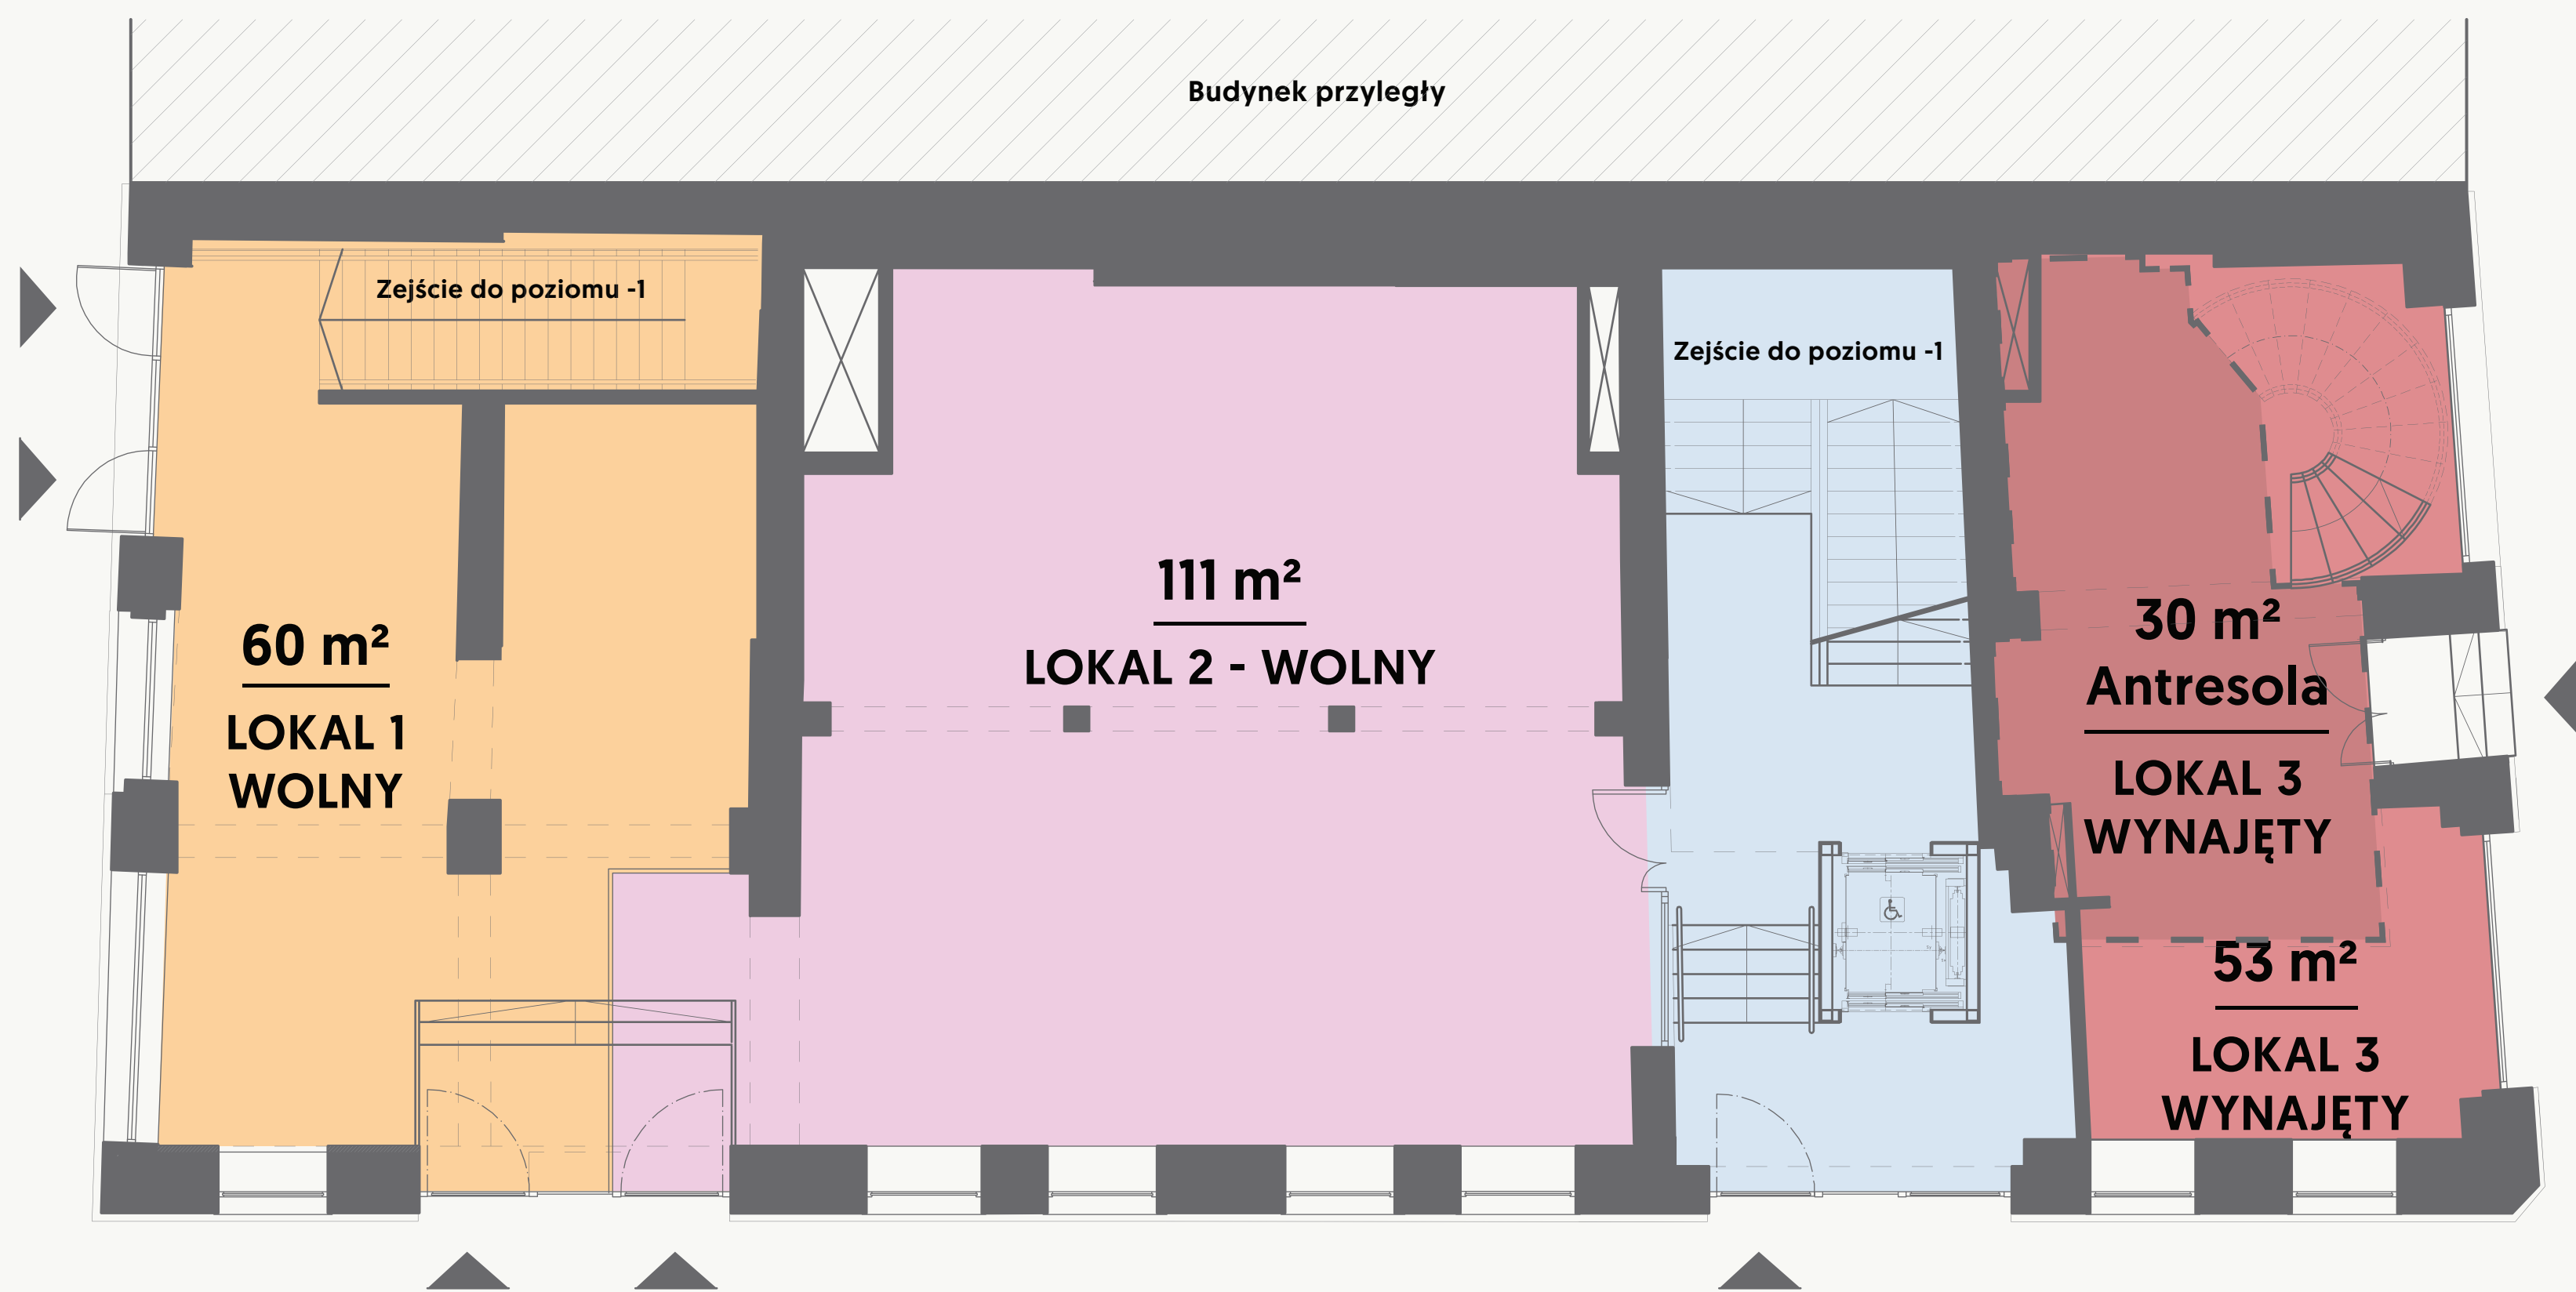 Budynek przyległy
Zejście do poziomu -1
60 m²
LOKAL 1
WOLNY
111 m²
LOKAL 2 - WOLNY
Zejście do poziomu -1
30 m²
Antresola
LOKAL 3
WYNAJĘTY
53 m²
LOKAL 3
WYNAJĘTY